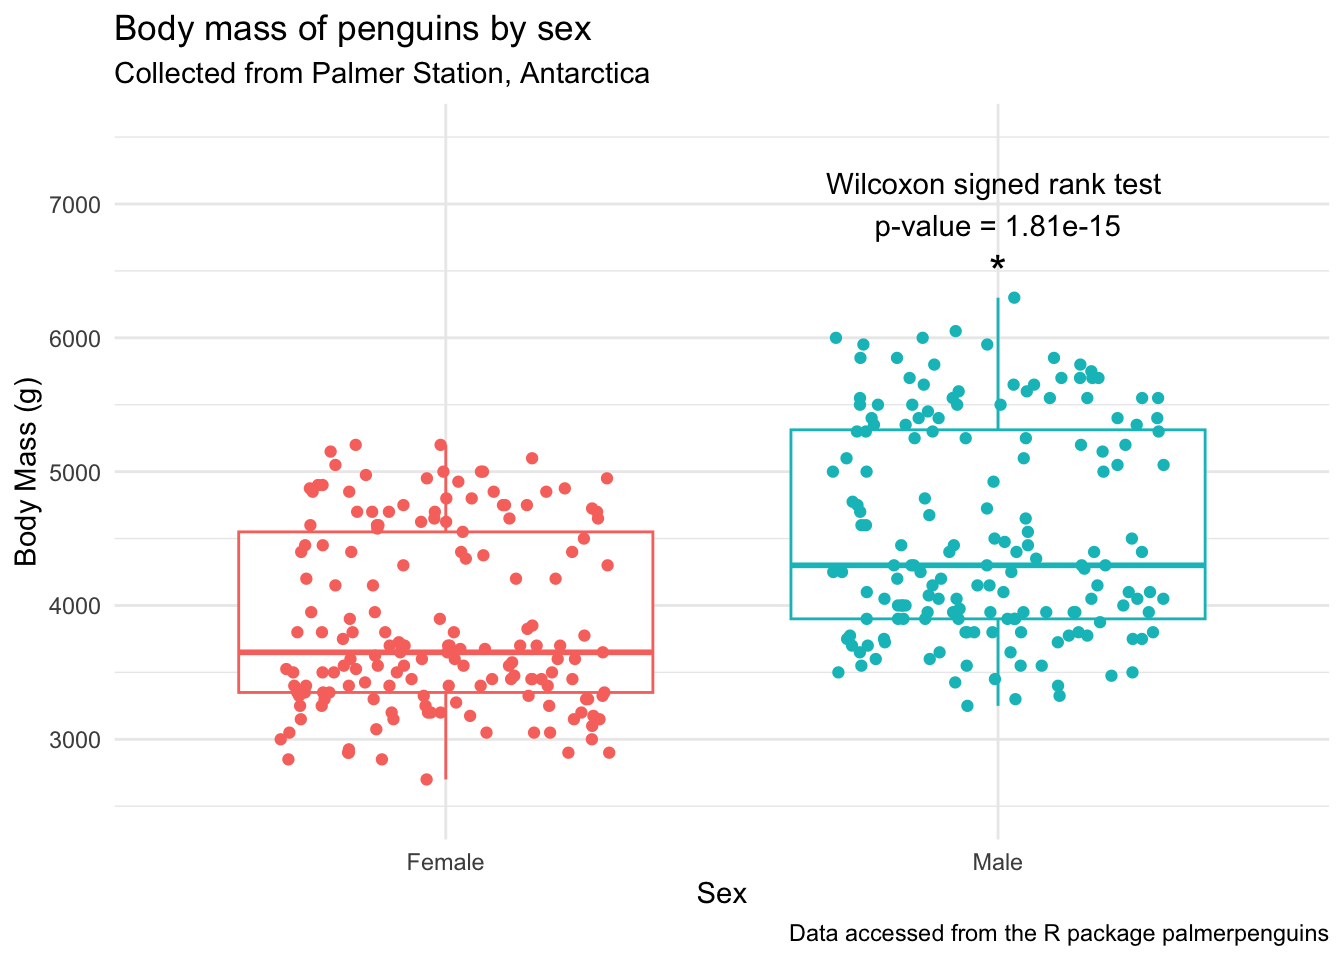 Body mass of penguins by sex
Collected from Palmer Station, Antarctica
Wilcoxon signed rank test
p-value = 1.81e-15
*
7000
6000
5000
4000
3000
Body Mass (g)
Female
Male
Sex
Data accessed from the R package palmerpenguins